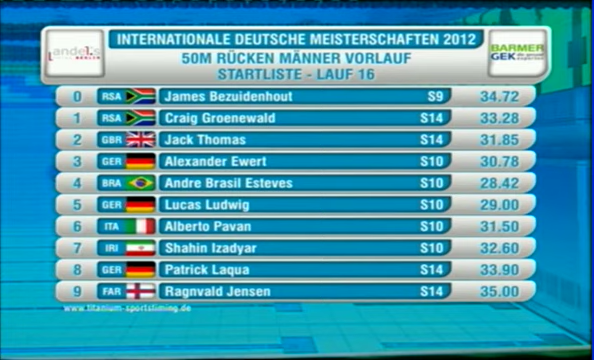 andel's
BERLIN
INTERNATIONALE DEUTSCHE MEISTERSCHAFTEN 2012
50M RÜCKEN MÄNNER VORLAUF
STARTLISTE - LAUF 16
BARMER
GEK
0 RSA James Bezuidenhout S9 34.72
1 RSA Craig Groenewald S14 33.28
2 GBR Jack Thomas S14 31.85
3 GER Alexander Ewert S10 30.78
4 BRA Andre Brasil Esteves S10 28.42
5 GER Lucas Ludwig S10 29.00
6 ITA Alberto Pavan S10 31.50
7 IRI Shahin Izadyar S10 32.60
8 GER Patrick Laqua S14 33.90
9 FAR Ragnvald Jensen S14 35.00
www.titanium-sportstiming.de